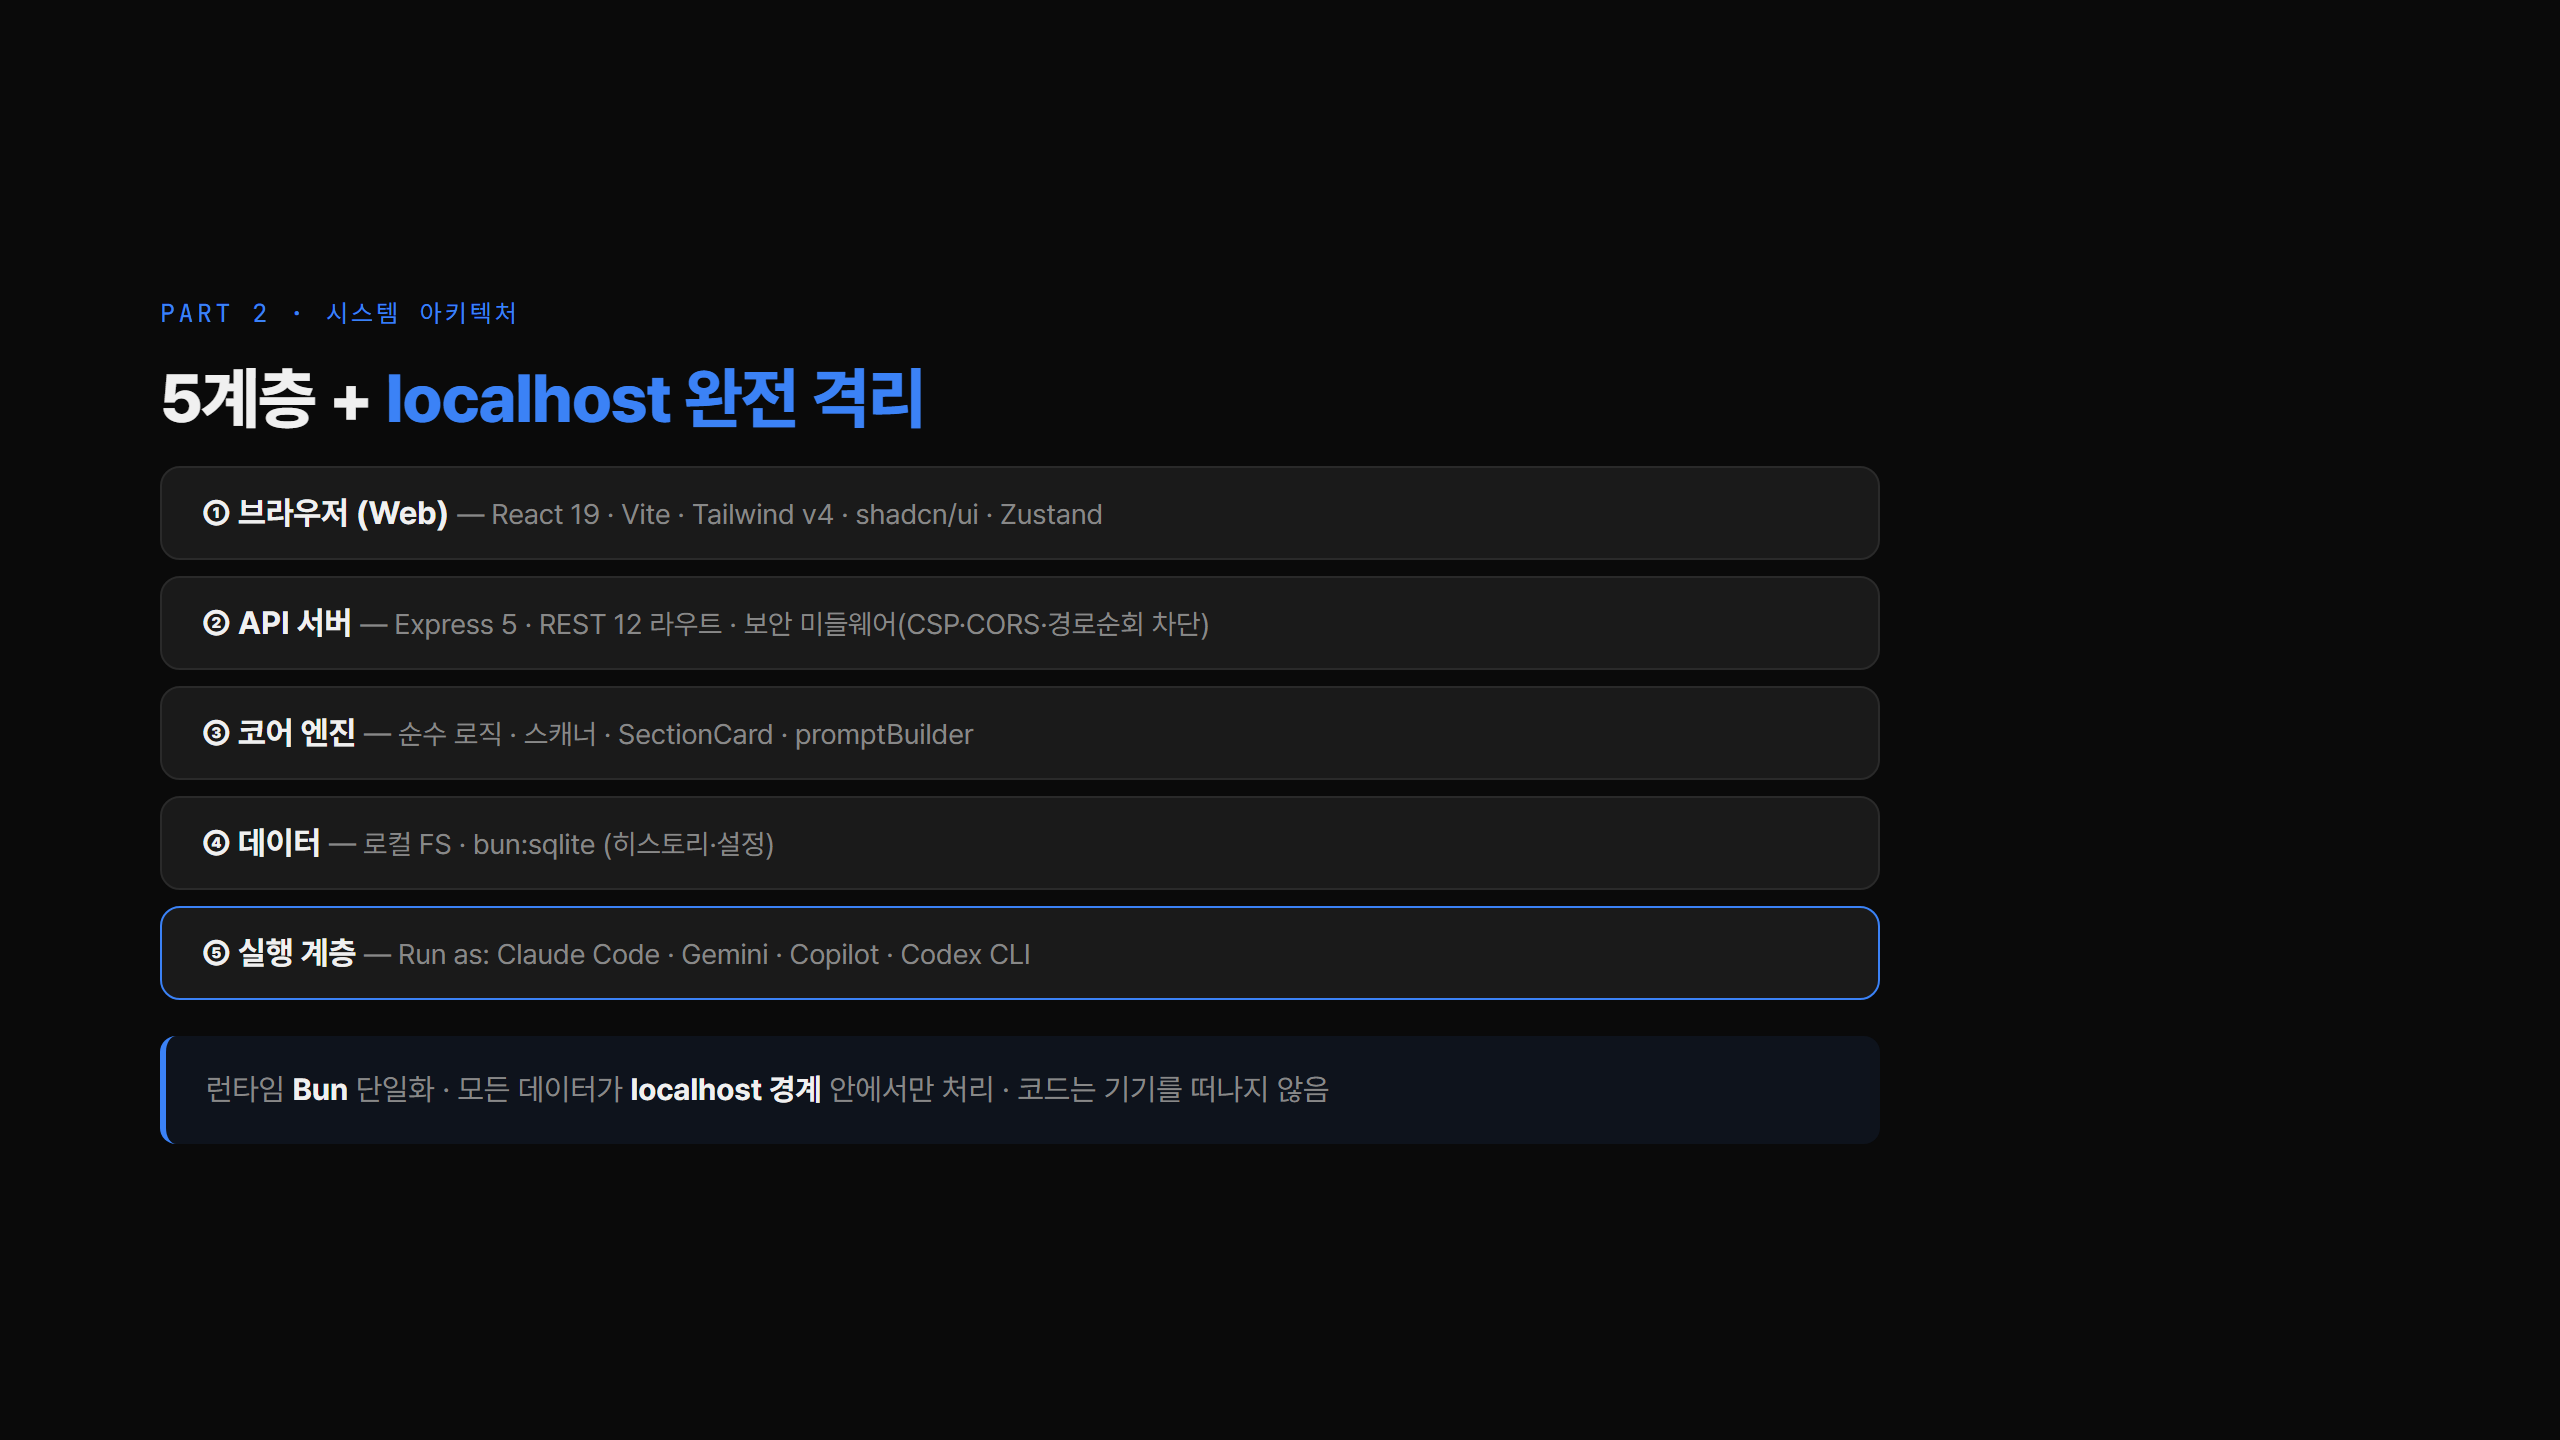 PART 2 · 시스템 아키텍처
5계층 + localhost 완전 격리
① 브라우저 (Web) — React 19 · Vite · Tailwind v4 · shadcn/ui · Zustand
② API 서버 — Express 5 · REST 12 라우트 · 보안 미들웨어(CSP·CORS·경로순회 차단)
③ 코어 엔진 — 순수 로직 · 스캐너 · SectionCard · promptBuilder
④ 데이터 — 로컬 FS · bun:sqlite (히스토리·설정)
⑤ 실행 계층 — Run as: Claude Code · Gemini · Copilot · Codex CLI
런타임 Bun 단일화 · 모든 데이터가 localhost 경계 안에서만 처리 · 코드는 기기를 떠나지 않음